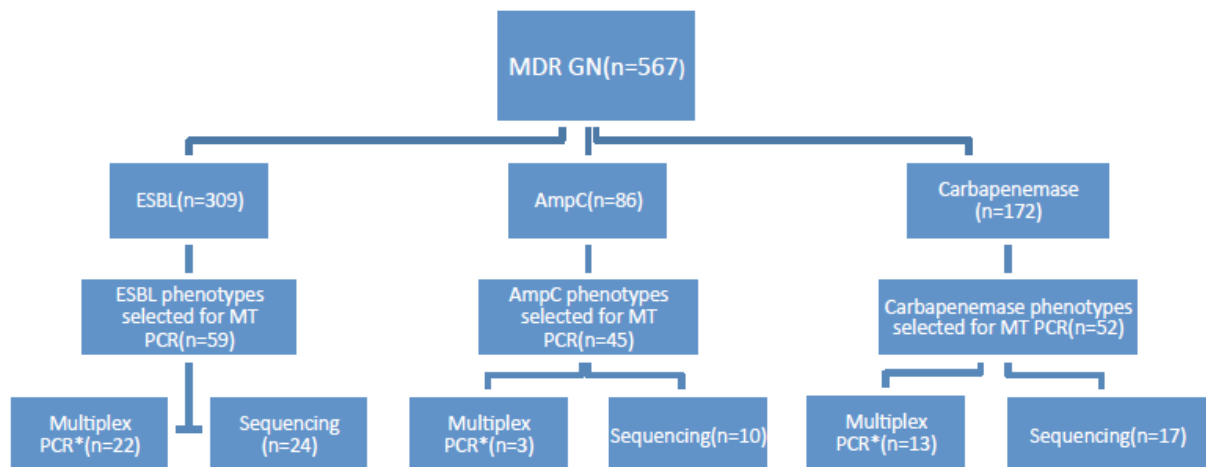 MDR GN(n=567)
ESBL(n=309)
AmpC(n=86)
Carbapenemase
(n=172)
ESBL phenotypes
selected for MT
PCR(n=59)
AmpC phenotypes
selected for MT
PCR(n=45)
Carbapenemase phenotypes
selected for MT PCR(n=52)
Multiplex
PCR*(n=22)
Sequencing
(n=24)
Multiplex
PCR*(n=3)
Sequencing(n=10)
Multiplex
PCR*(n=13)
Sequencing(n=17)